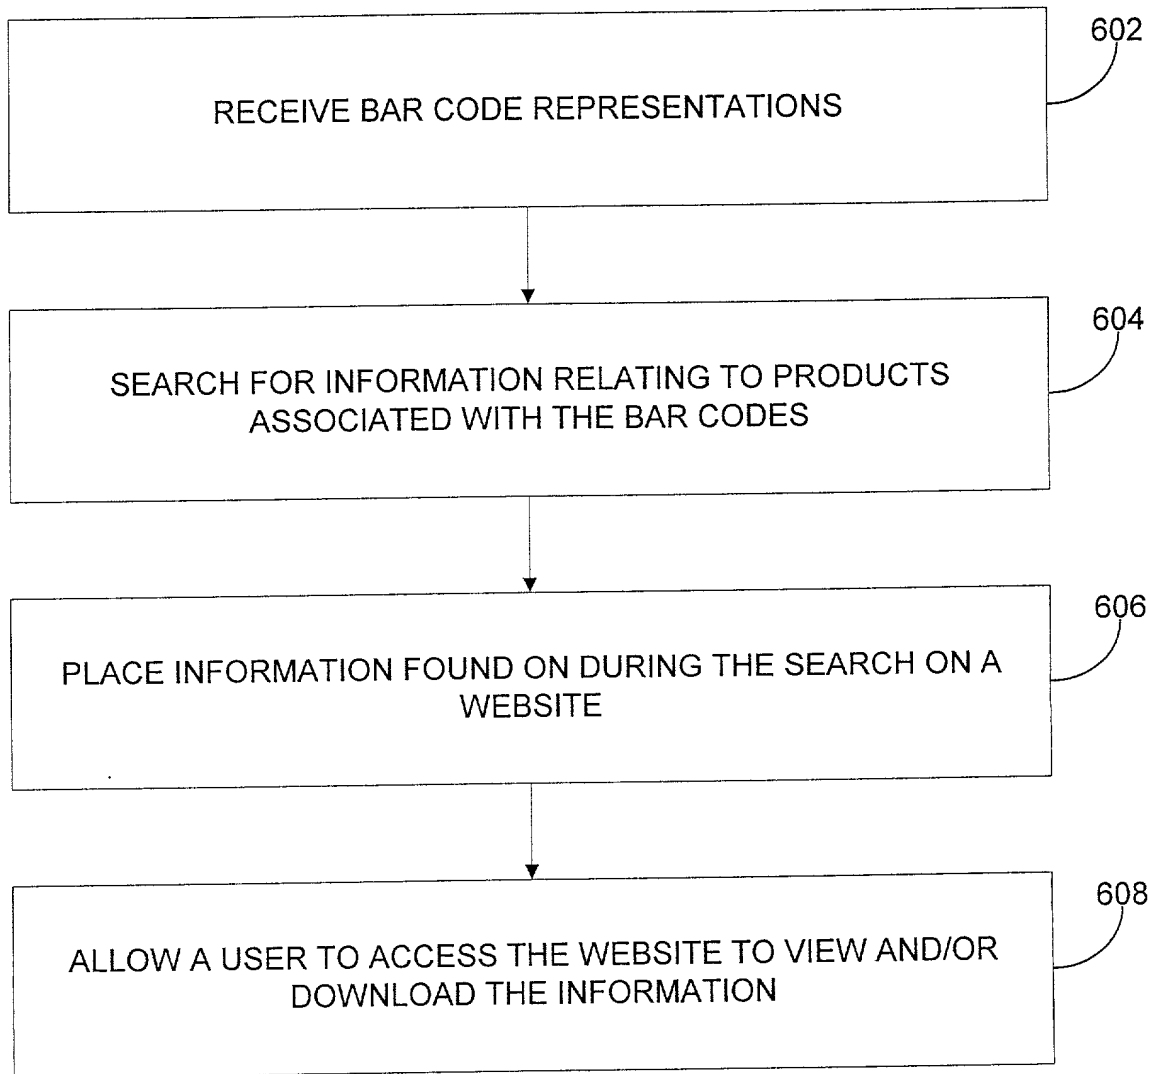 602
RECEIVE BAR CODE REPRESENTATIONS
604
SEARCH FOR INFORMATION RELATING TO PRODUCTS
ASSOCIATED WITH THE BAR CODES
606
PLACE INFORMATION FOUND ON DURING THE SEARCH ON A
WEBSITE
608
ALLOW A USER TO ACCESS THE WEBSITE TO VIEW AND/OR
DOWNLOAD THE INFORMATION